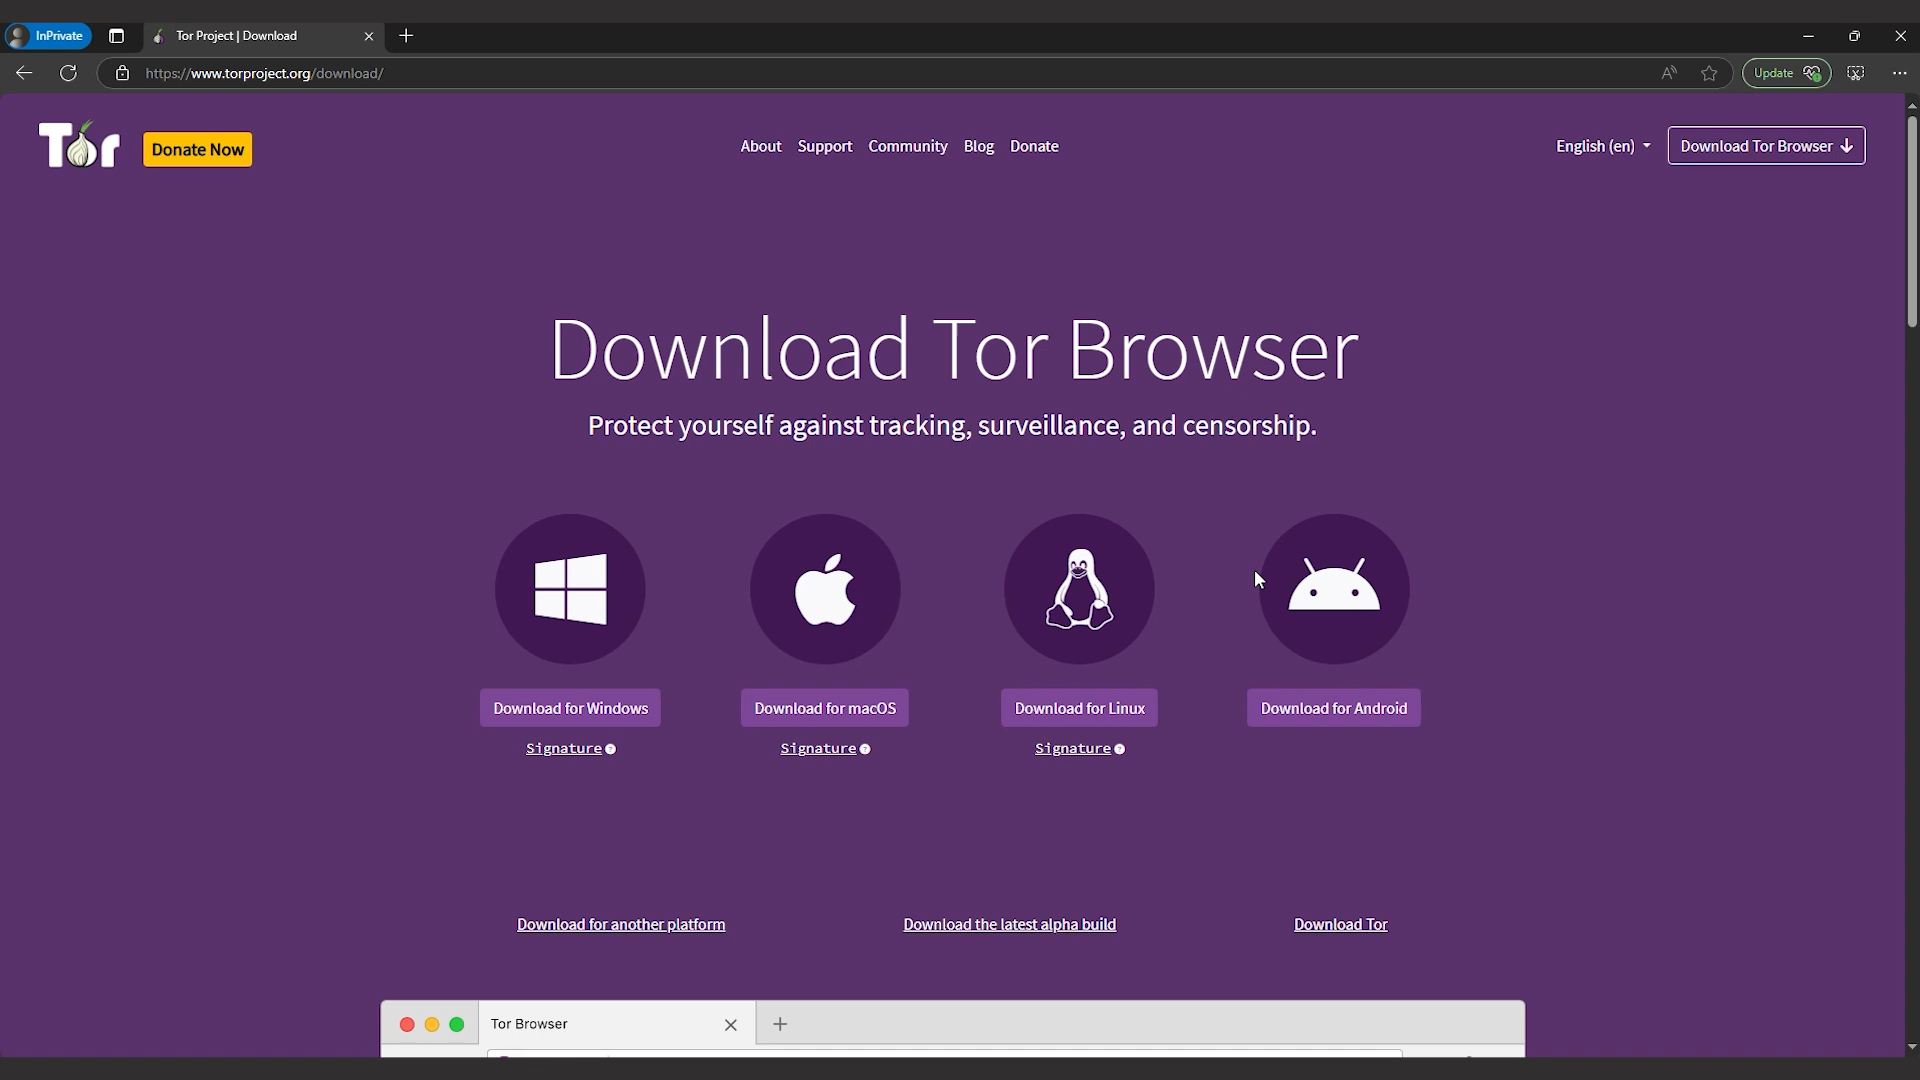 InPrivate
Tor Project | Download
https://www.torproject.org/download/
Update
Tor
Donate Now
About Support Community Blog Donate
English (en)
Download Tor Browser
Download Tor Browser
Protect yourself against tracking, surveillance, and censorship.
Download for Windows
Download for macOS
Download for Linux
Download for Android
Signature ?
Signature ?
Signature ?
Download for another platform
Download the latest alpha build
Download Tor
Tor Browser